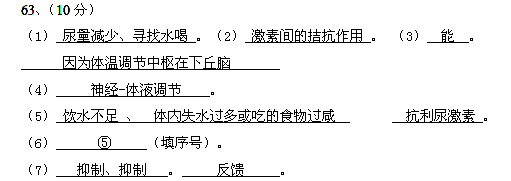 63、（10 分）
（1） 尿量减少、寻找水喝 。（2） 激素间的拮抗作用 。 （3） 能 。
因为体温调节中枢在下丘脑
（4） 神经-体液调节 。
（5） 饮水不足 、 体内失水过多或吃的食物过咸 抗利尿激素 。
（6） ⑤ （填序号）。
（7） 抑制、抑制 。 反馈 。